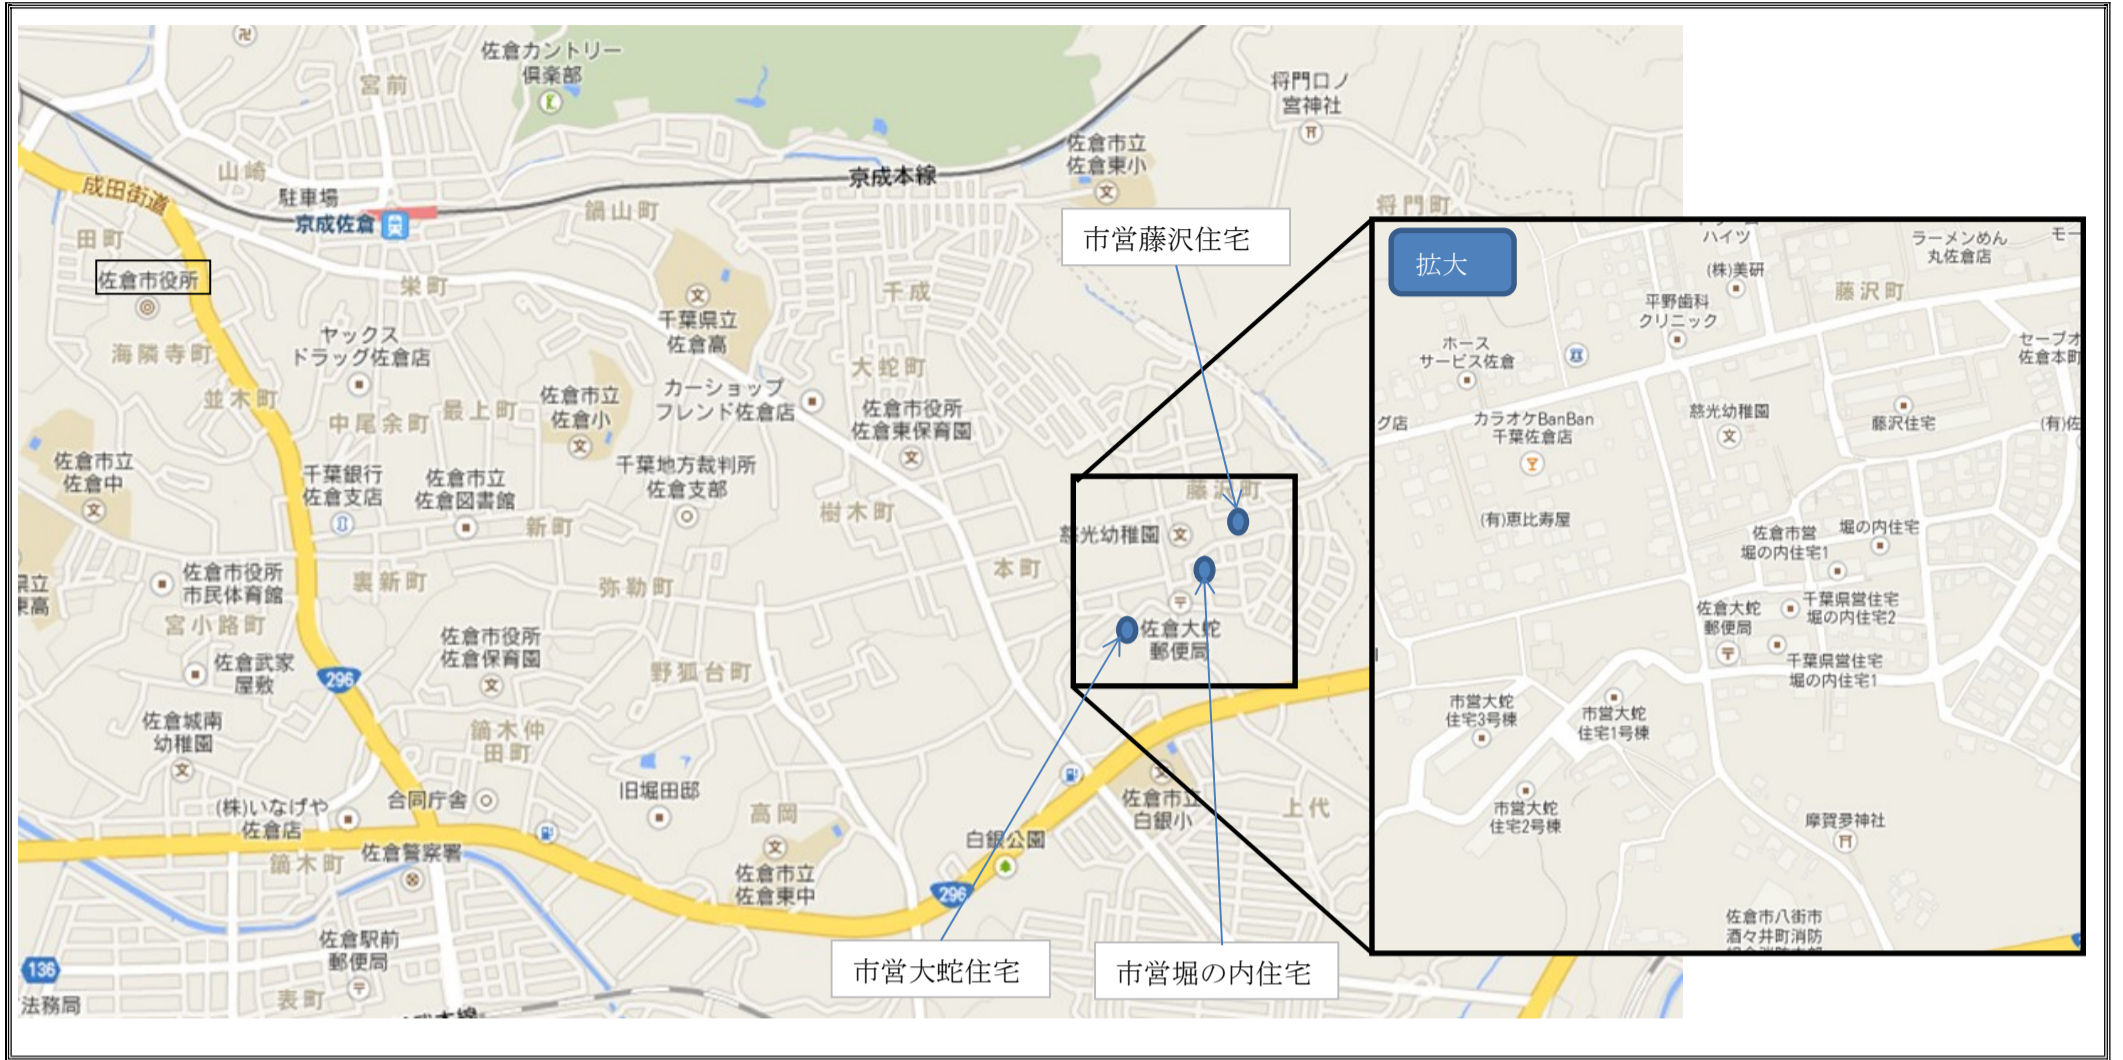 佐倉カントリー
倶楽部
宮前
将門口ノ
宮神社
佐倉市立
佐倉東小
山崎
京成本線
成田街道
駐車場
京成佐倉
鍋山町
将門町
田町
佐倉市役所
栄町
千成
市営藤沢住宅
千葉県立
佐倉高
ヤックス
ドラッグ佐倉店
海隣寺町
大蛇町
並木町
中尾余町
最上町
佐倉市立
佐倉小
カーショップ
フレンド佐倉店
佐倉市役所
佐倉東保育園
佐倉市立
佐倉中
千葉銀行
佐倉支店
佐倉市立
佐倉図書館
千葉地方裁判所
佐倉支部
新町
樹木町
藤沢町
慈光幼稚園
本町
県立
東高
佐倉市役所
市民体育館
裏新町
弥勒町
宮小路町
佐倉市役所
佐倉保育園
佐倉大蛇
郵便局
佐倉武家
屋敷
296
野狐台町
佐倉城南
幼稚園
鏑木仲
田町
旧堀田邸
合同庁舎
(株)いなげや
佐倉店
高岡
佐倉市立
白銀小
上代
白銀公園
鏑木町
佐倉警察署
佐倉市立
佐倉東中
296
佐倉駅前
郵便局
市営大蛇住宅
市営堀の内住宅
136
法務局
表町
拡大
ハイツ
ラーメンめん
丸佐倉店
モー
(株)美研
藤沢町
平野歯科
クリニック
ホース
サービス佐倉
セーブオ
佐倉本町
グ店
カラオケBanBan
千葉佐倉店
慈光幼稚園
藤沢住宅
(有)佐
(有)恵比寿屋
佐倉市営
堀の内住宅1
堀の内住宅
佐倉大蛇
郵便局
千葉県営住宅
堀の内住宅2
千葉県営住宅
堀の内住宅1
市営大蛇
住宅3号棟
市営大蛇
住宅1号棟
市営大蛇
住宅2号棟
摩賀多神社
佐倉市八街市
酒々井町消防